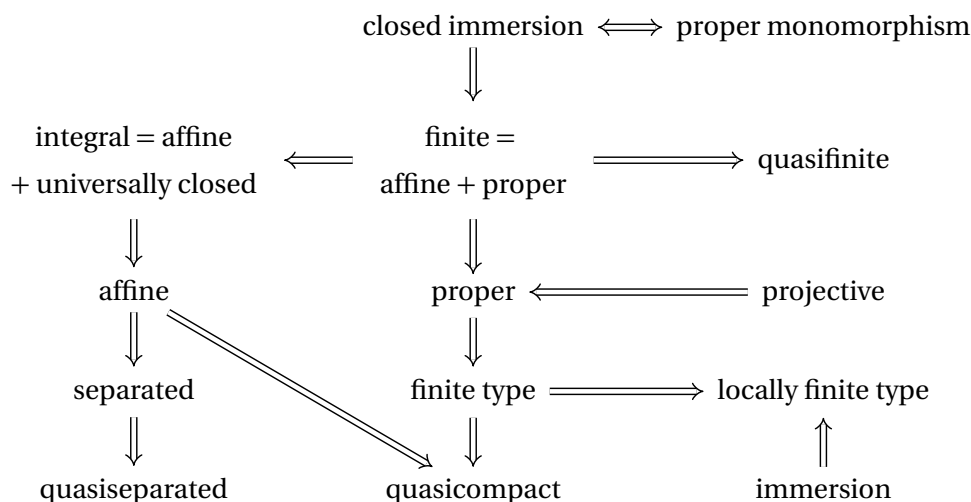 closed immersion ⟺ proper monomorphism
integral = affine
+ universally closed
finite =
affine + proper
quasifinite
affine
proper
projective
separated
finite type
locally finite type
quasiseparated
quasicompact
immersion